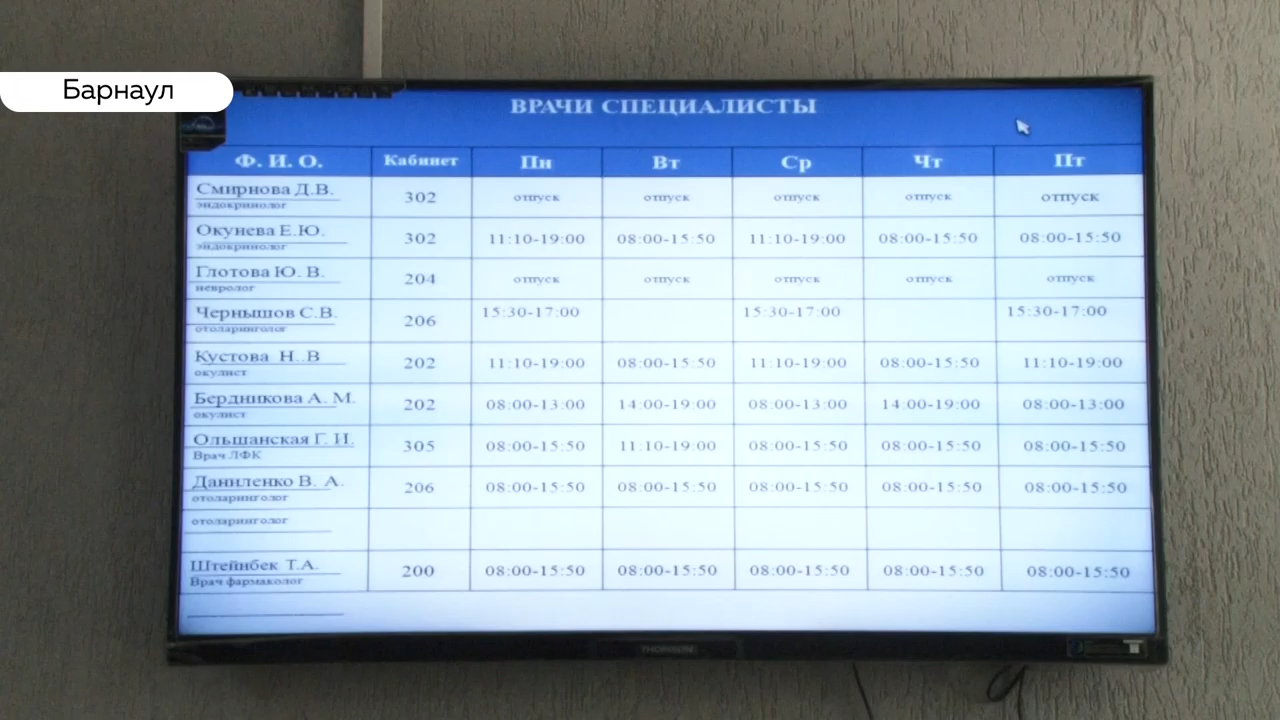 Барнаул
ВРАЧИ СПЕЦИАЛИСТЫ
Ф. И. О. Кабинет Пн Вт Ср Чт Пт
Смирнова Д.В. 302 отпуск отпуск отпуск отпуск отпуск
эндокринолог
Окунева Е.Ю. 302 11:10-19:00 08:00-15:50 11:10-19:00 08:00-15:50 08:00-15:50
эндокринолог
Глотова Ю. В. 204 отпуск отпуск отпуск отпуск отпуск
невролог
Чернышов С.В. 206 15:30-17:00 15:30-17:00 15:30-17:00
отоларинголог
Кустова Н..В 202 11:10-19:00 08:00-15:50 11:10-19:00 08:00-15:50 11:10-19:00
окулист
Бердникова А. М. 202 08:00-13:00 14:00-19:00 08:00-13:00 14:00-19:00 08:00-13:00
окулист
Ольшанская Г. И. 305 08:00-15:50 11:10-19:00 08:00-15:50 08:00-15:50 08:00-15:50
Врач ЛФК
Даниленко В. А. 206 08:00-15:50 08:00-15:50 08:00-15:50 08:00-15:50 08:00-15:50
отоларинголог
отоларинголог
Штейнбек Т.А. 200 08:00-15:50 08:00-15:50 08:00-15:50 08:00-15:50 08:00-15:50
Врач фармаколог
THOMSON